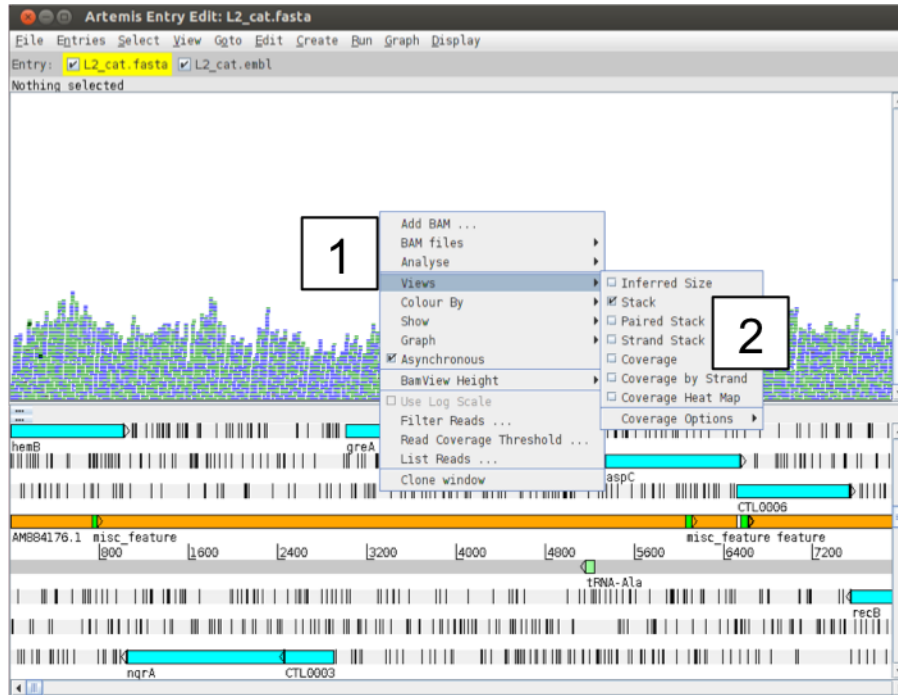 Artemis Entry Edit: L2_cat.fasta
File Entries Select View Goto Edit Create Run Graph Display
Entry: L2_cat.fasta L2_cat.embl
Nothing selected
1
Add BAM ...
BAM files
Analyse
Views
Colour By
Show
Graph
Asynchronous
BamView Height
Use Log Scale
Filter Reads ...
Read Coverage Threshold ...
List Reads ...
Clone window
2
Inferred Size
Stack
Paired Stack
Strand Stack
Coverage
Coverage by Strand
Coverage Heat Map
Coverage Options
hemB greA
aspC
CTL0006
AM884176.1 misc_feature misc_feature feature
800 1600 2400 3200 4000 4800 5600 6400 7200
tRNA-Ala
recB
nqrA CTL0003